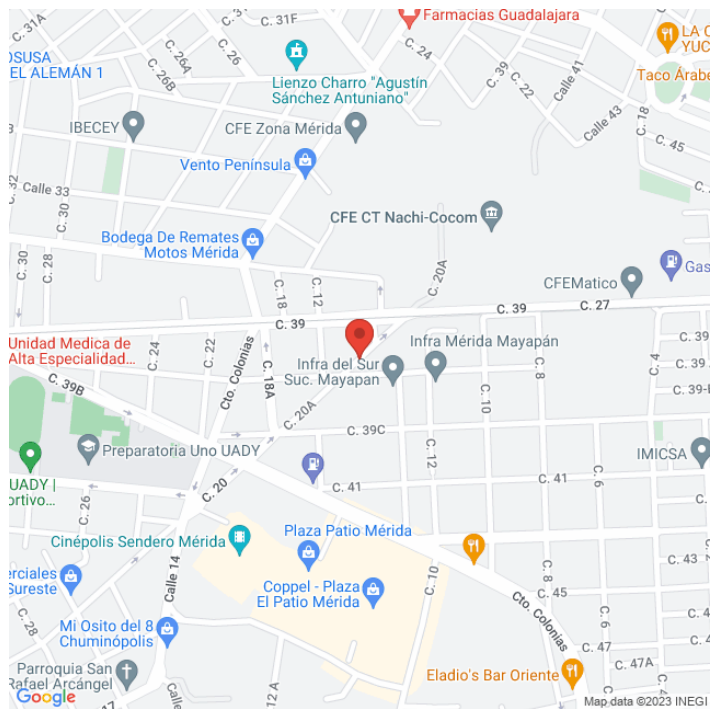 C. 31F
C. 31F
Farmacias Guadalajara
OSUSA
EL ALEMÁN 1
C. 26A
C. 26
C. 26B
Lienzo Charro "Agustín
Sánchez Antuniano"
C. 24
C. 39
C. 22
Calle 41
Calle 43
LA C
YUC
Taco Árabe
C. 18
C. 45
IBECEY
CFE Zona Mérida
Vento Península
C. 32
Calle 33
C. 30
CFE CT Nachi-Cocom
Bodega De Remates
Motos Mérida
C. 30
C. 28
C. 18
C. 12
C. 20A
CFEMatico
Gas
C. 39
C. 39
C. 27
Unidad Medica de
Alta Especialidad...
C. 24
C. 22
Cto. Colonias
C. 18A
Infra del Sur
Suc. Mayapan
Infra Mérida Mayapán
C. 8
C. 4
C. 39 A
C. 39-B
C. 39B
C. 20A
C. 10
C. 39C
C. 12
Preparatoria Uno UADY
UADY |
ortivo...
C. 26
C. 20
C. 41
C. 41
C. 6
IMICSA
Cinépolis Sendero Mérida
Plaza Patio Mérida
Coppel - Plaza
El Patio Mérida
C. 10
C. 43
erciales
Sureste
Calle 14
C. 8
C. 45
Cto. Colonias
C. 6
C. 28
Mi Osito del 8
Chuminópolis
C. 47
C. 47A
Parroquia San
Rafael Arcángel
Calle
12 A
Eladio's Bar Oriente
Google
Map data ©2023 INEGI